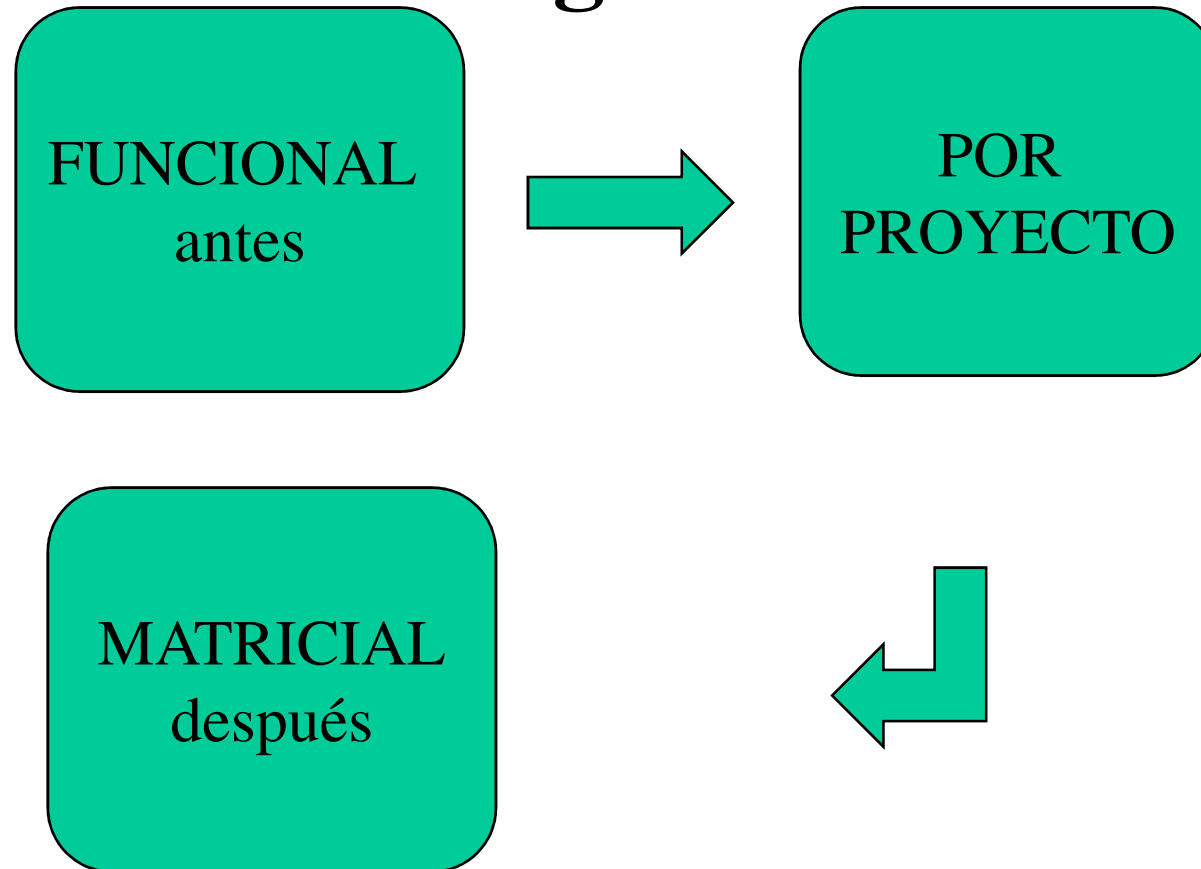 FUNCIONAL
antes
POR
PROYECTO
MATRICIAL
después